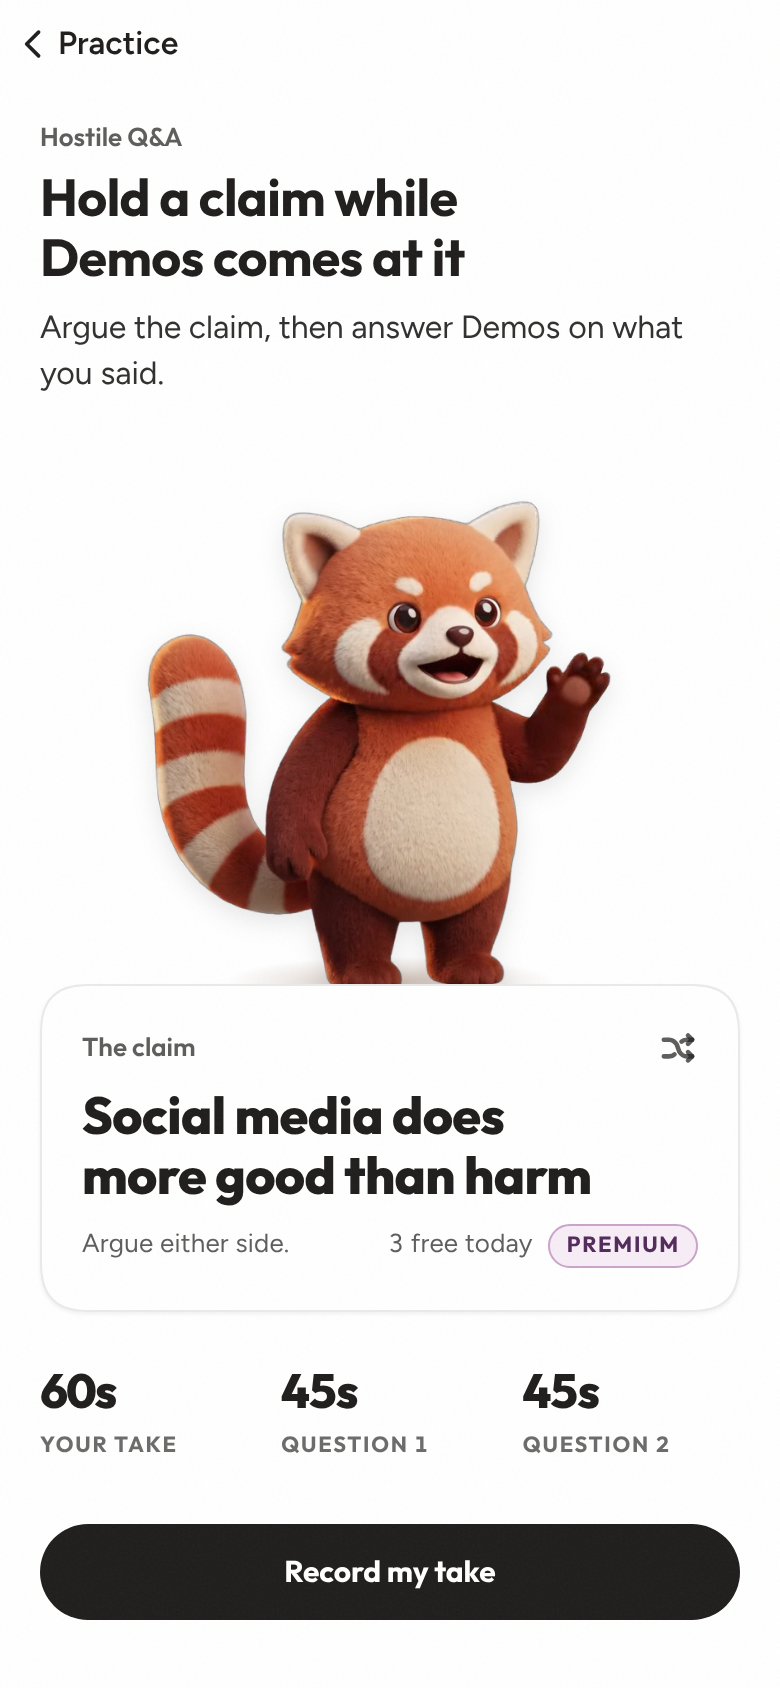 Practice
Hostile Q&A
Hold a claim while
Demos comes at it
Argue the claim, then answer Demos on what
you said.
The claim
Social media does
more good than harm
Argue either side.
3 free today
PREMIUM
60s
45s
45s
YOUR TAKE
QUESTION 1
QUESTION 2
Record my take